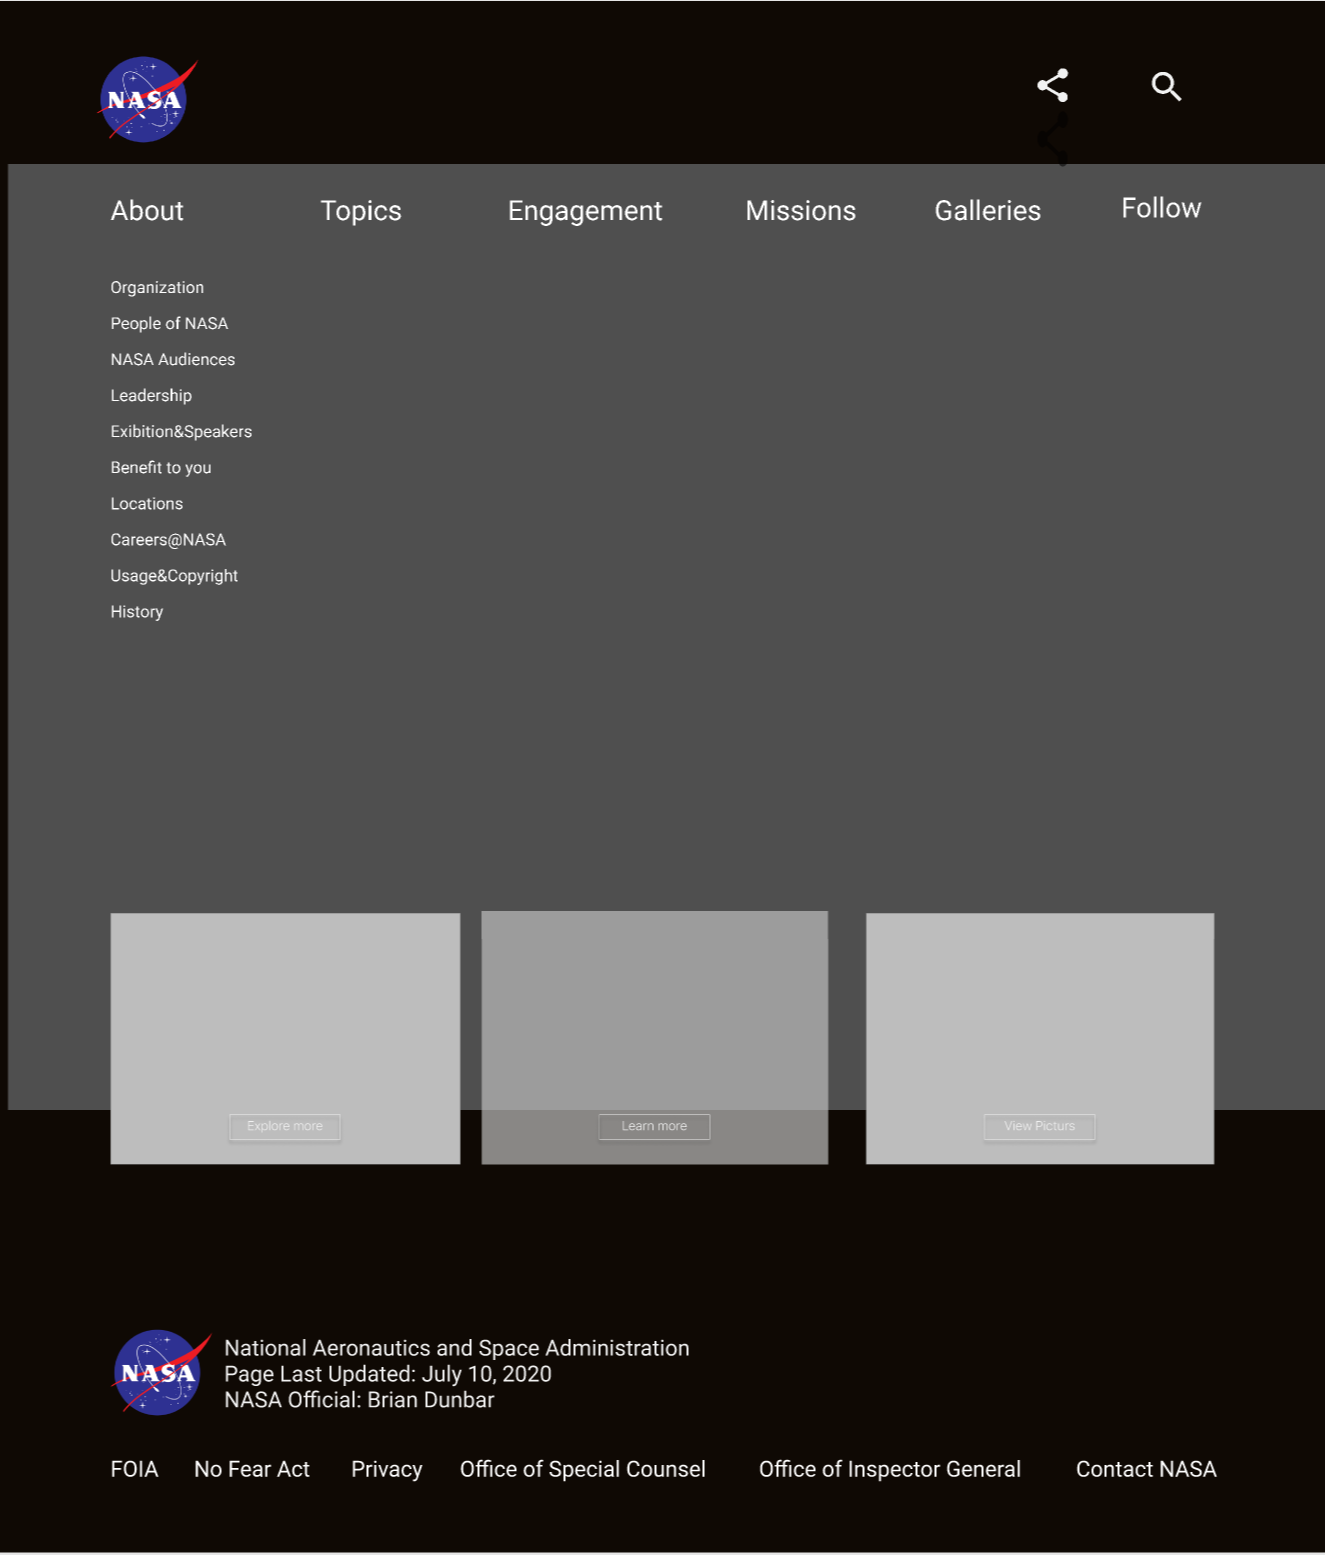 NASA
About Topics Engagement Missions Galleries Follow
Organization
People of NASA
NASA Audiences
Leadership
Exibition&Speakers
Benefit to you
Locations
Careers@NASA
Usage&Copyright
History
Explore more Learn more View Picturs
NASA
National Aeronautics and Space Administration
Page Last Updated: July 10, 2020
NASA Official: Brian Dunbar
FOIA No Fear Act Privacy Office of Special Counsel Office of Inspector General Contact NASA